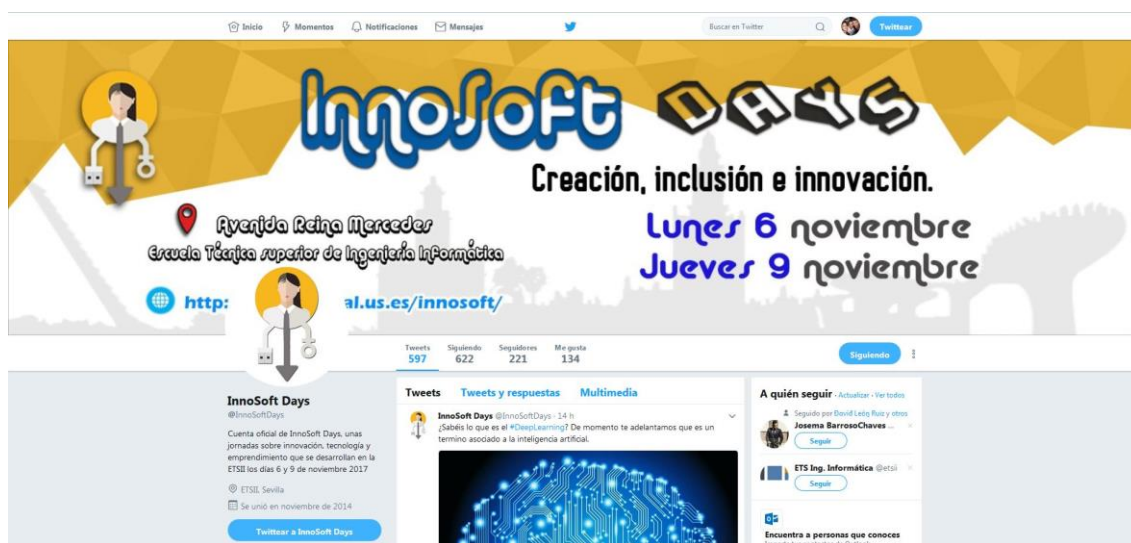 Inicio Momentos Notificaciones Mensajes
Buscar en Twitter
Twittear
InnoSoft DAYS
Creación, inclusión e innovación.
Avenida Reina Mercedes
Escuela Técnica superior de Ingeniería Informática
Lunes 6 noviembre
Jueves 9 noviembre
http: al.us.es/innosoft/
Tweets Siguiendo Seguidores Me gusta
597 622 221 134
Siguiendo
InnoSoft Days
@InnoSoftDays
Cuenta oficial de InnoSoft Days, unas
jornadas sobre innovación, tecnología y
emprendimiento que se desarrollan en la
ETSII los días 6 y 9 de noviembre 2017
ETSII, Sevilla
Se unió en noviembre de 2014
Twittear a InnoSoft Days
Tweets Tweets y respuestas Multimedia
InnoSoft Days @InnoSoftDays · 14 h
¿Sabéis lo que es el #DeepLearning? De momento te adelantamos que es un
termino asociado a la inteligencia artificial.
A quién seguir · Actualizar · Ver todos
Seguido por David León Ruiz y otros
Josema BarrosoChaves ...
Seguir
ETS Ing. Informática @etsii
Seguir
Encuentra a personas que conoces